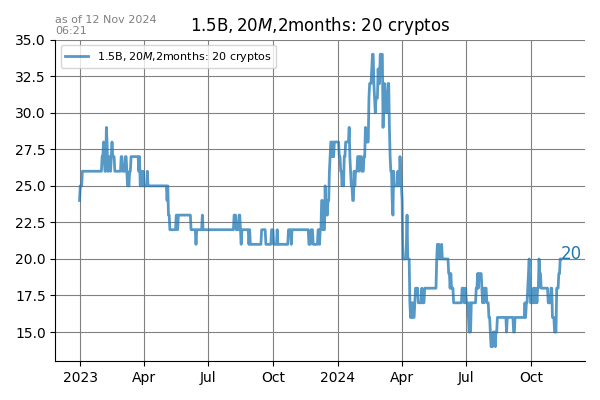 as of 12 Nov 2024
06:21
1.5B, 20M,2months: 20 cryptos
1.5B, 20M,2months: 20 cryptos
35.0
32.5
30.0
27.5
25.0
22.5
20.0
17.5
15.0
20
2023 Apr Jul Oct 2024 Apr Jul Oct